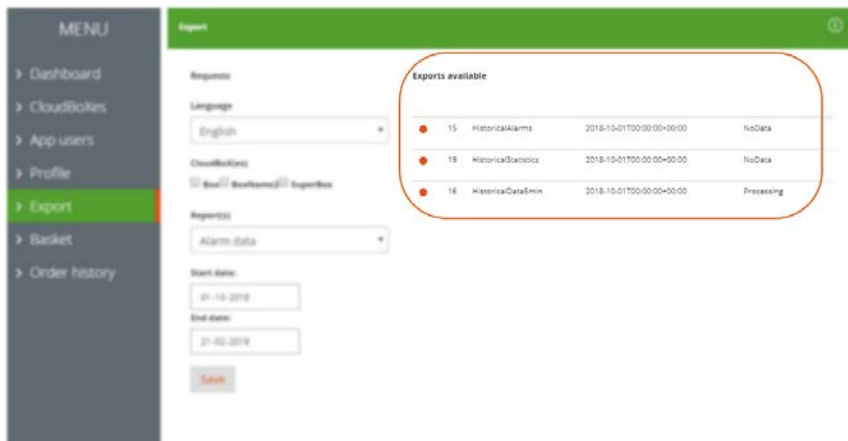 MENU
Export
> Dashboard
> CloudBoXes
> App users
> Profile
> Export
> Basket
> Order history
Requests
Language
English
CloudBoX(es)
Box BoxName2 SuperBox
Report(s)
Alarm data
Start date:
01-10-2018
End date:
21-02-2019
Save
Exports available
15 HistoricalAlarms 2018-10-01T00:00:00+00:00 NoData
19 HistoricalStatistics 2018-10-01T00:00:00+00:00 NoData
16 HistoricalData5min 2018-10-01T00:00:00+00:00 Processing